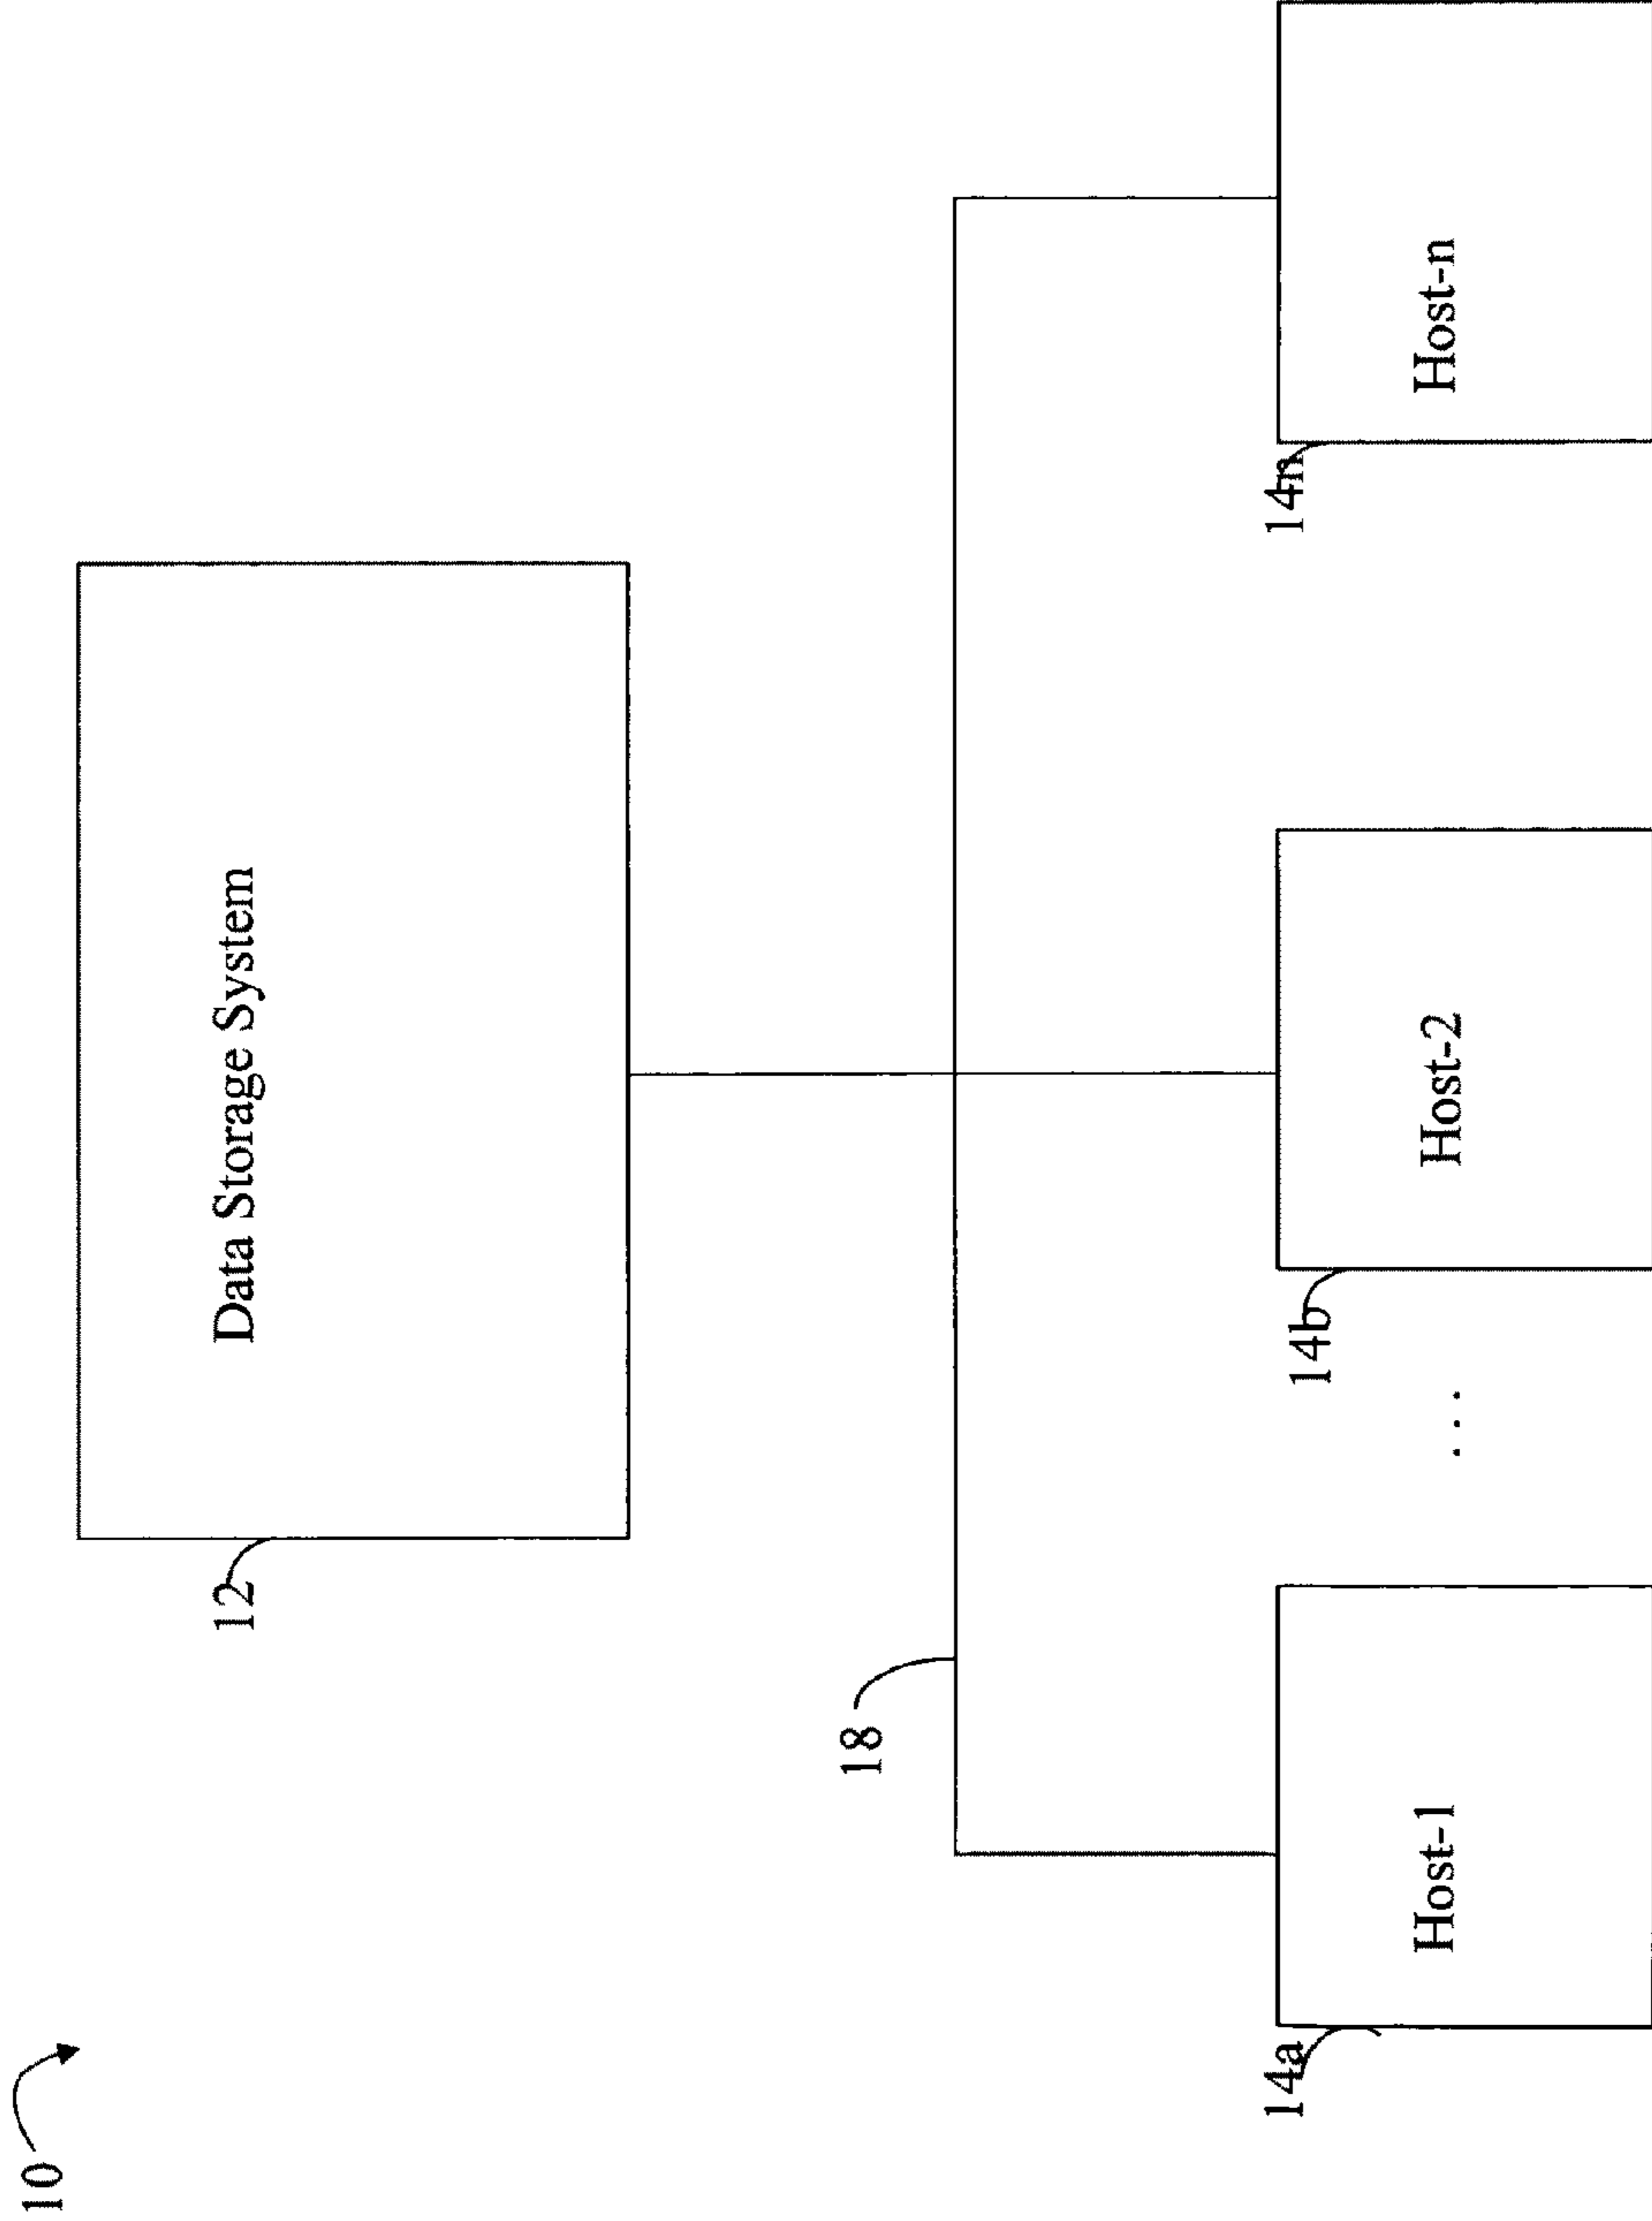 10
12
Data Storage System
18
14a
Host-1
. . .
14b
Host-2
14n
Host-n